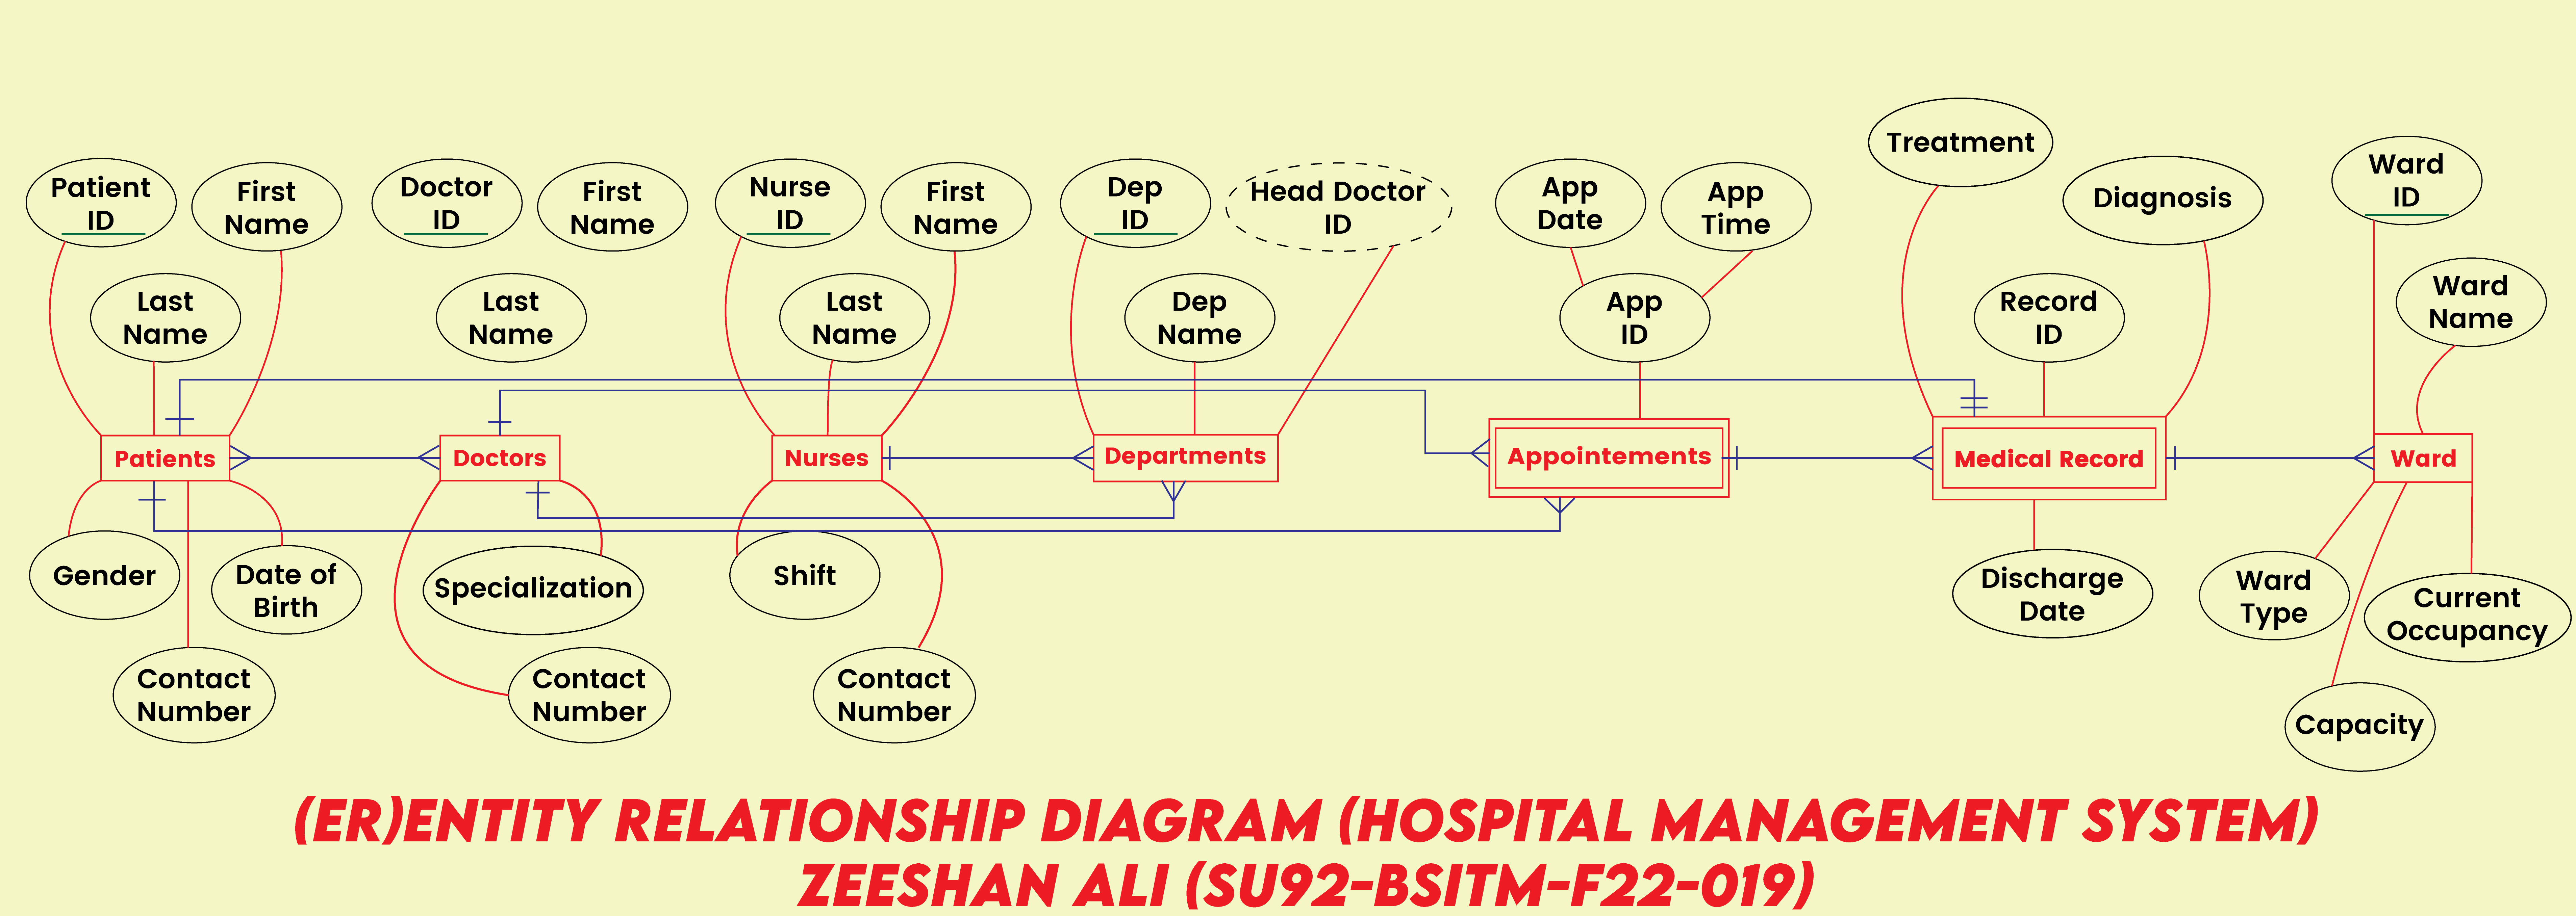 Treatment
Patient
ID
First
Name
Doctor
ID
First
Name
Nurse
ID
First
Name
Dep
ID
Head Doctor
ID
App
Date
App
Time
Diagnosis
Ward
ID
Last
Name
Last
Name
Last
Name
Dep
Name
App
ID
Record
ID
Ward
Name
Patients
Doctors
Nurses
Departments
Appointements
Medical Record
Ward
Gender
Date of
Birth
Specialization
Shift
Discharge
Date
Ward
Type
Current
Occupancy
Contact
Number
Contact
Number
Contact
Number
Capacity
(ER)ENTITY RELATIONSHIP DIAGRAM (HOSPITAL MANAGEMENT SYSTEM)
ZEESHAN ALI (SU92-BSITM-F22-019)